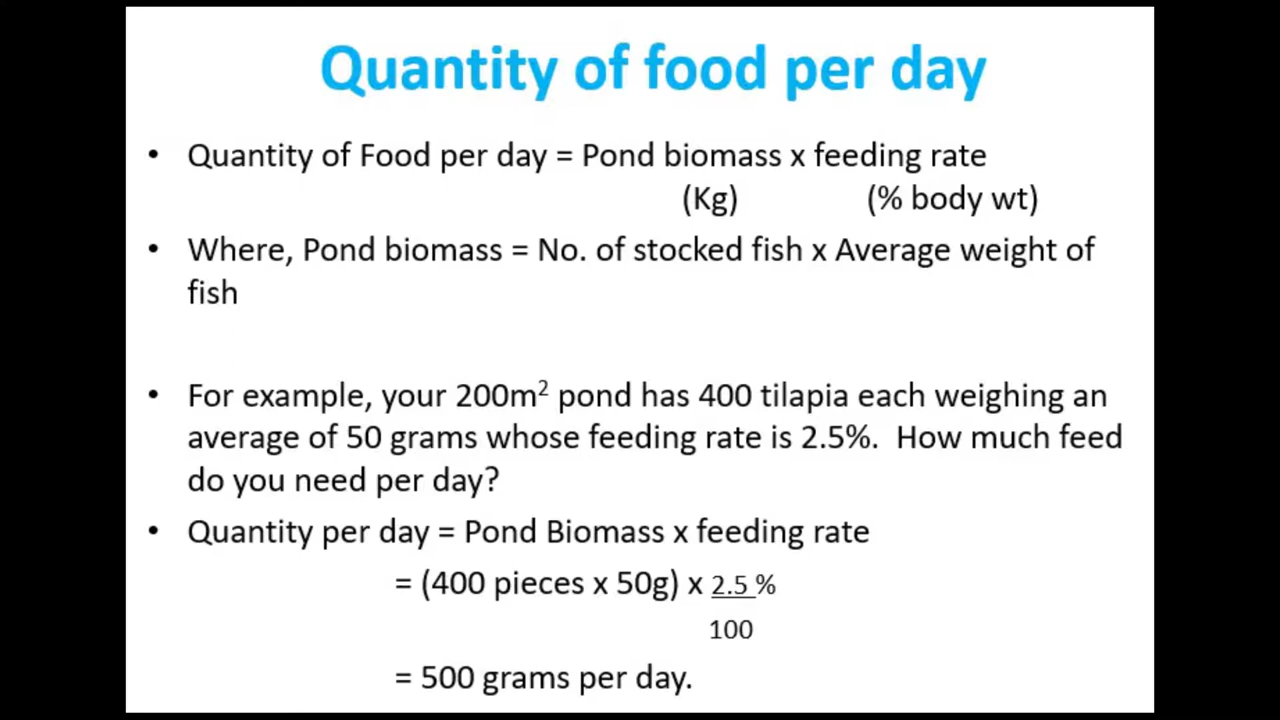 Quantity of food per day
• Quantity of Food per day = Pond biomass x feeding rate
(Kg) (% body wt)
• Where, Pond biomass = No. of stocked fish x Average weight of
fish
• For example, your 200m² pond has 400 tilapia each weighing an
average of 50 grams whose feeding rate is 2.5%. How much feed
do you need per day?
• Quantity per day = Pond Biomass x feeding rate
= (400 pieces x 50g) x 2.5 %
100
= 500 grams per day.